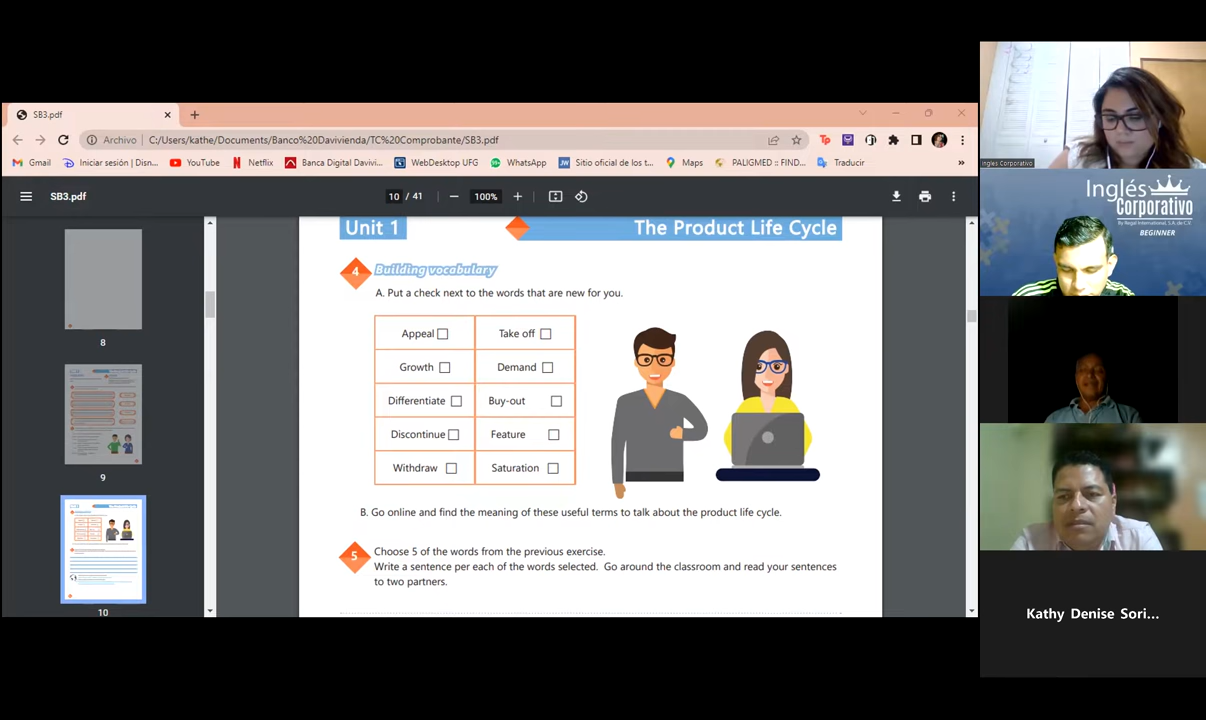 SB3.pdf
Archivo
C:/Users/kathe/Documents/Banco%20Davivienda/TC%20Comprobante/SB3.pdf
Gmail
Iniciar sesión | Disn...
YouTube
Netflix
Banca Digital Davivi...
WebDesktop UFG
WhatsApp
Sitio oficial de los t...
Maps
PALIGMED :: FIND...
Traducir
»
SB3.pdf
10 / 41
100%
8
9
10
Unit 1
The Product Life Cycle
4 Building vocabulary
A. Put a check next to the words that are new for you.
Appeal Take off
Growth Demand
Differentiate Buy-out
Discontinue Feature
Withdraw Saturation
B. Go online and find the meaning of these useful terms to talk about the product life cycle.
5 Choose 5 of the words from the previous exercise.
Write a sentence per each of the words selected. Go around the classroom and read your sentences
to two partners.
Ingles Corporativo
Inglés
Corporativo
By Regal International, S.A. de C.V.
BEGINNER
Kathy Denise Sori...